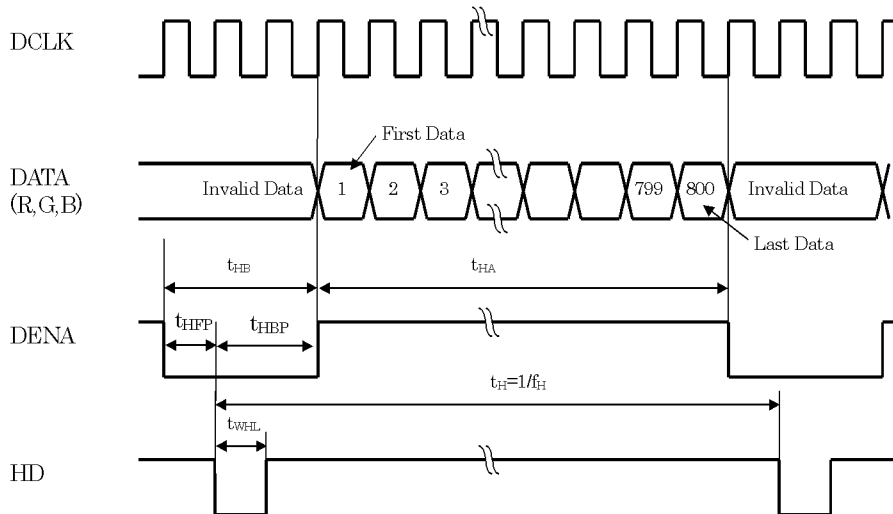 DCLK
First Data
DATA
(R,G,B)
Invalid Data
1
2
3
799
800
Invalid Data
Last Data
tHB
tHA
tHFP
tHBP
DENA
tH=1/fH
tWHL
HD